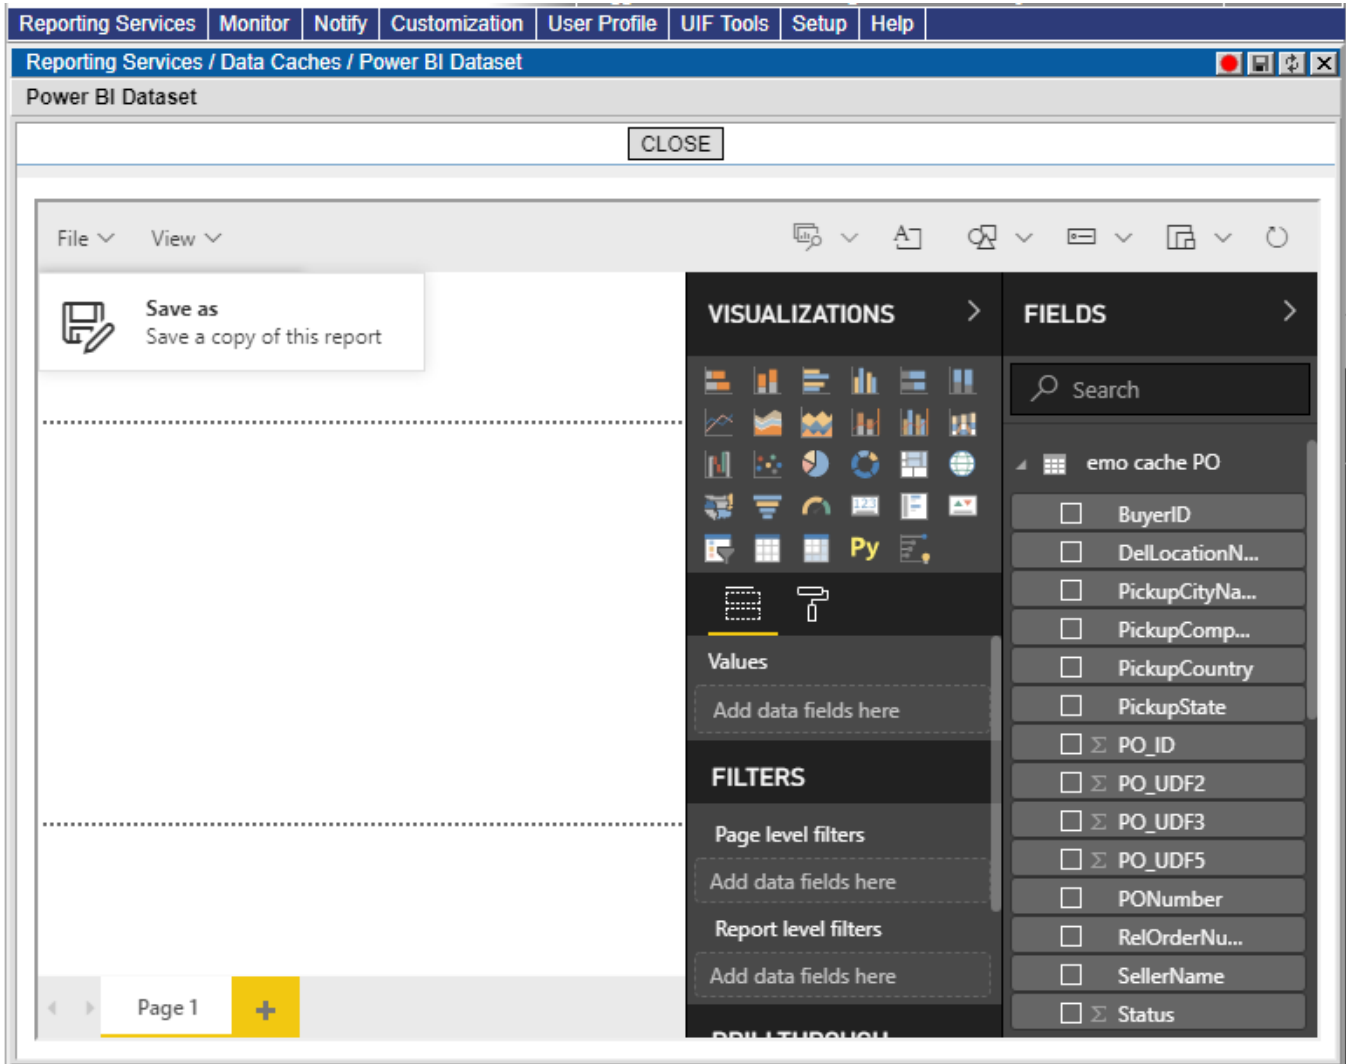 Reporting Services Monitor Notify Customization User Profile UIF Tools Setup Help
Reporting Services / Data Caches / Power BI Dataset
Power BI Dataset
CLOSE
File View
Save as
Save a copy of this report
VISUALIZATIONS
123
Py
Values
Add data fields here
FILTERS
Page level filters
Add data fields here
Report level filters
Add data fields here
DRILLTHROUGH
FIELDS
Search
emo cache PO
BuyerID
DelLocationN...
PickupCityNa...
PickupComp...
PickupCountry
PickupState
Σ PO_ID
Σ PO_UDF2
Σ PO_UDF3
Σ PO_UDF5
PONumber
RelOrderNu...
SellerName
Σ Status
Page 1 +